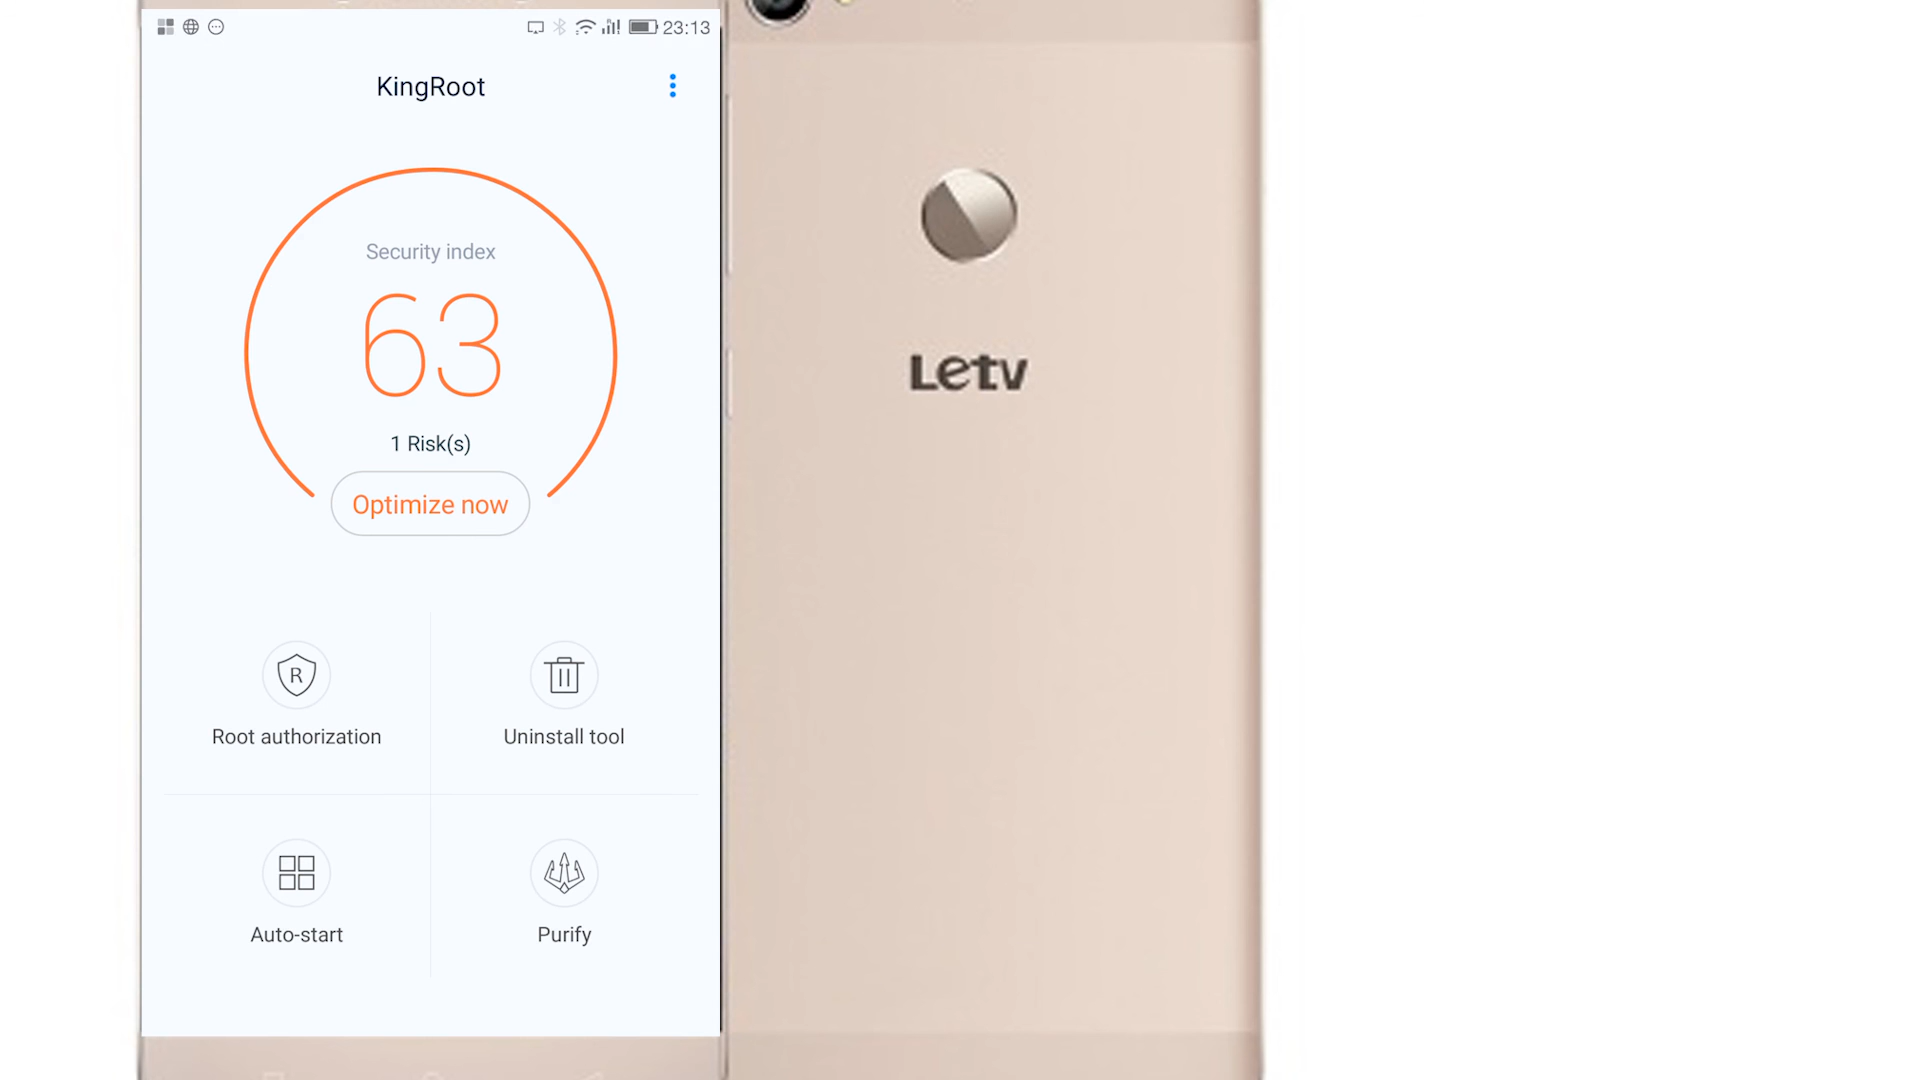 23:13
KingRoot
Security index
63
1 Risk(s)
Optimize now
Root authorization
Uninstall tool
Auto-start
Purify
Letv